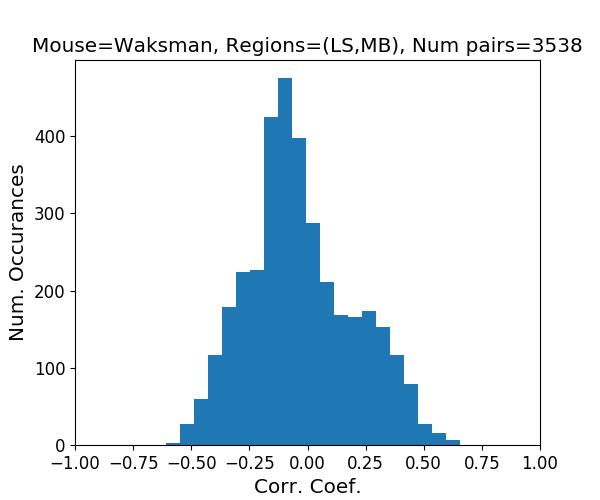 Mouse=Waksman, Regions=(LS,MB), Num pairs=3538
Num. Occurances
400
300
200
100
0
−1.00 −0.75 −0.50 −0.25 0.00 0.25 0.50 0.75 1.00
Corr. Coef.